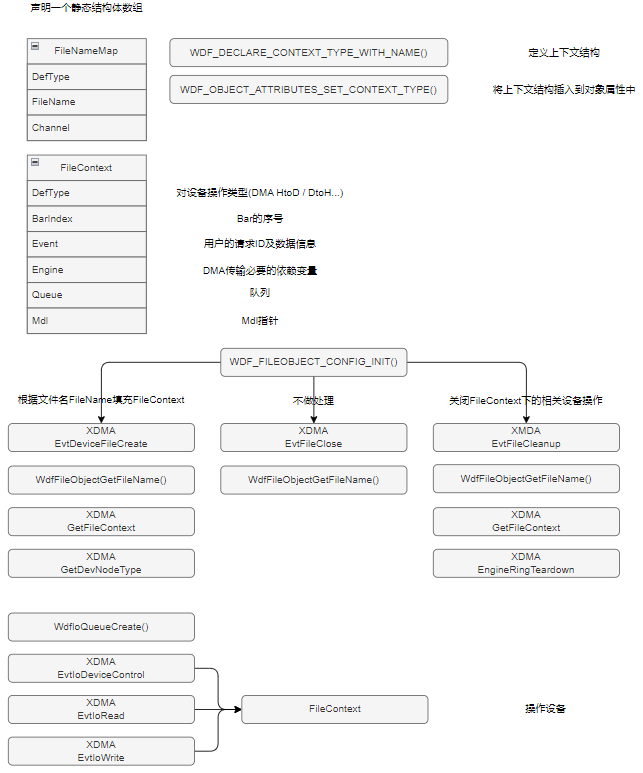 声明一个静态结构体数组
FileNameMap
DefType
FileName
Channel
WDF_DECLARE_CONTEXT_TYPE_WITH_NAME()
定义上下文结构
WDF_OBJECT_ATTRIBUTES_SET_CONTEXT_TYPE()
将上下文结构插入到对象属性中
FileContext
DefType
对设备操作类型(DMA HtoD / DtoH...)
BarIndex
Bar的序号
Event
用户的请求ID及数据信息
Engine
DMA传输必要的依赖变量
Queue
队列
Mdl
Mdl指针
WDF_FILEOBJECT_CONFIG_INIT()
根据文件名FileName填充FileContext
不做处理
关闭FileContext下的相关设备操作
XDMA
EvtDeviceFileCreate
XDMA
EvtFileClose
XMDA
EvtFileCleanup
WdfFileObjectGetFileName()
WdfFileObjectGetFileName()
WdfFileObjectGetFileName()
XDMA
GetFileContext
XDMA
GetFileContext
XDMA
GetDevNodeType
XDMA
EngineRingTeardown
WdfIoQueueCreate()
XDMA
EvtIoDeviceControl
XDMA
EvtIoRead
FileContext
操作设备
XDMA
EvtIoWrite